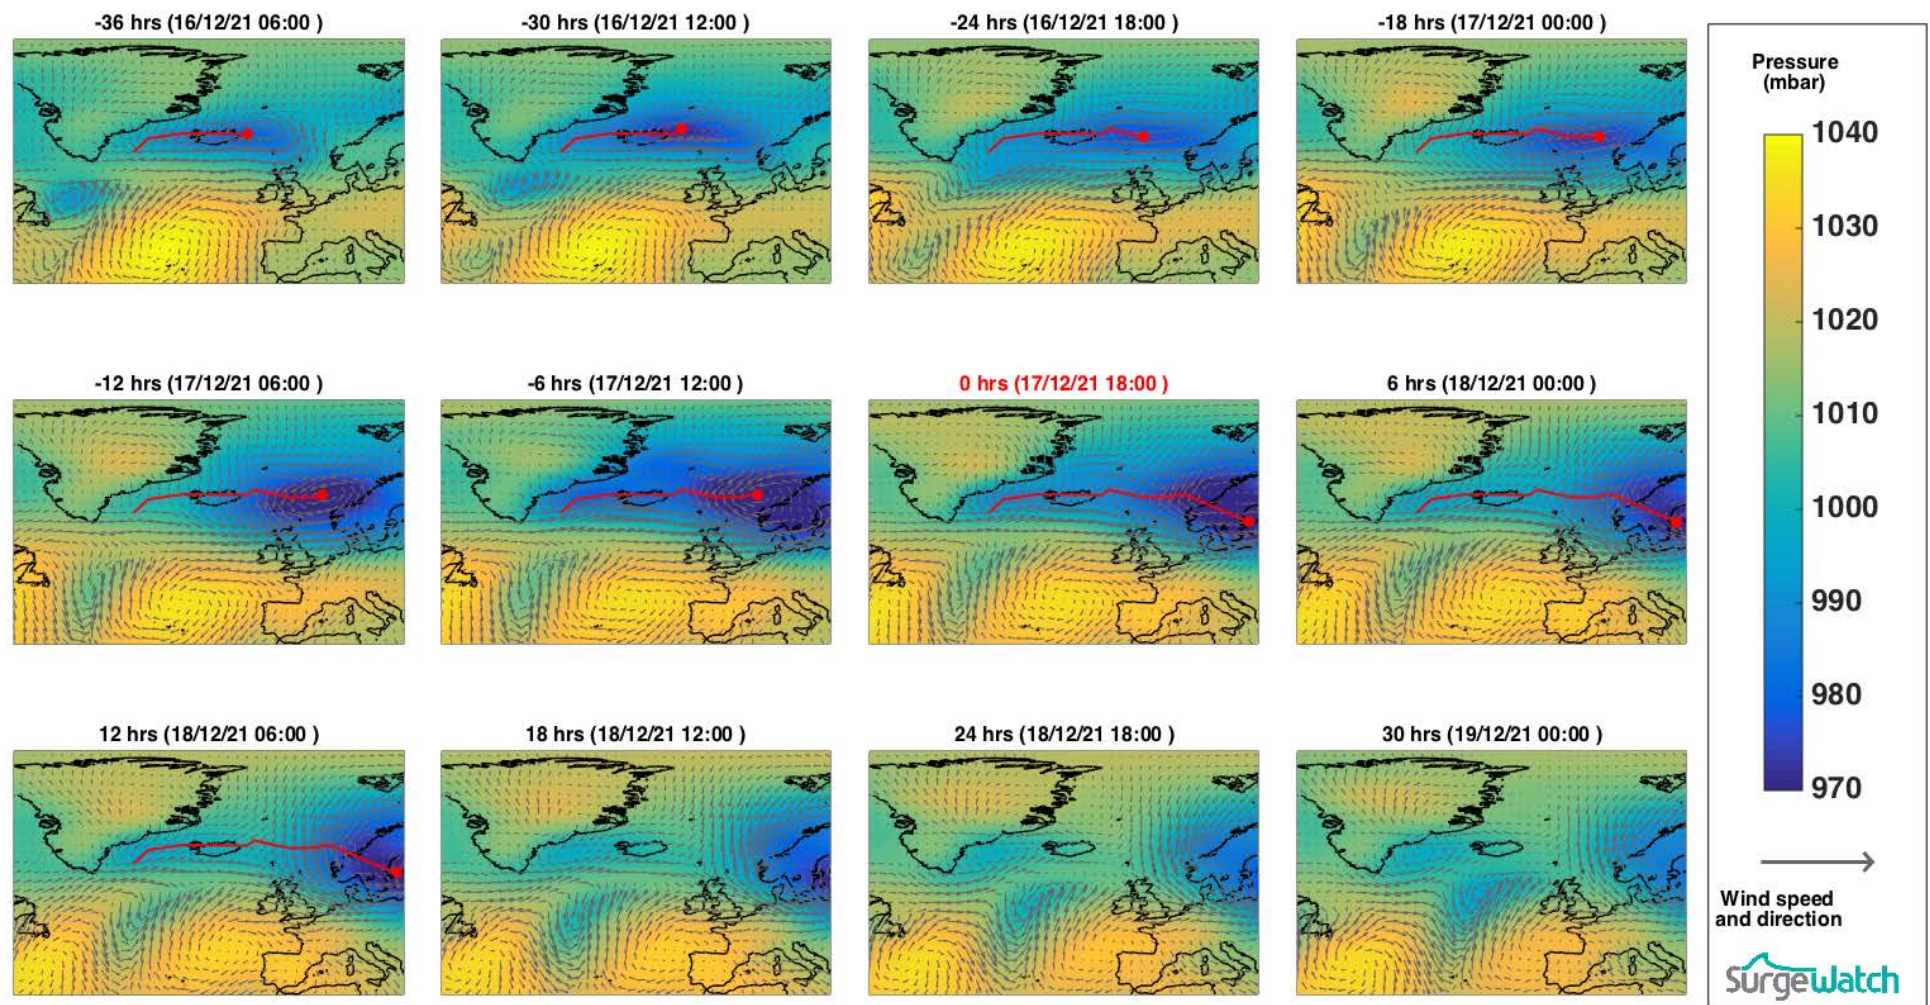 -36 hrs (16/12/21 06:00 )
-30 hrs (16/12/21 12:00 )
-24 hrs (16/12/21 18:00 )
-18 hrs (17/12/21 00:00 )
-12 hrs (17/12/21 06:00 )
-6 hrs (17/12/21 12:00 )
0 hrs (17/12/21 18:00 )
6 hrs (18/12/21 00:00 )
12 hrs (18/12/21 06:00 )
18 hrs (18/12/21 12:00 )
24 hrs (18/12/21 18:00 )
30 hrs (19/12/21 00:00 )
Pressure
(mbar)
1040
1030
1020
1010
1000
990
980
970
Wind speed
and direction
Surgewatch